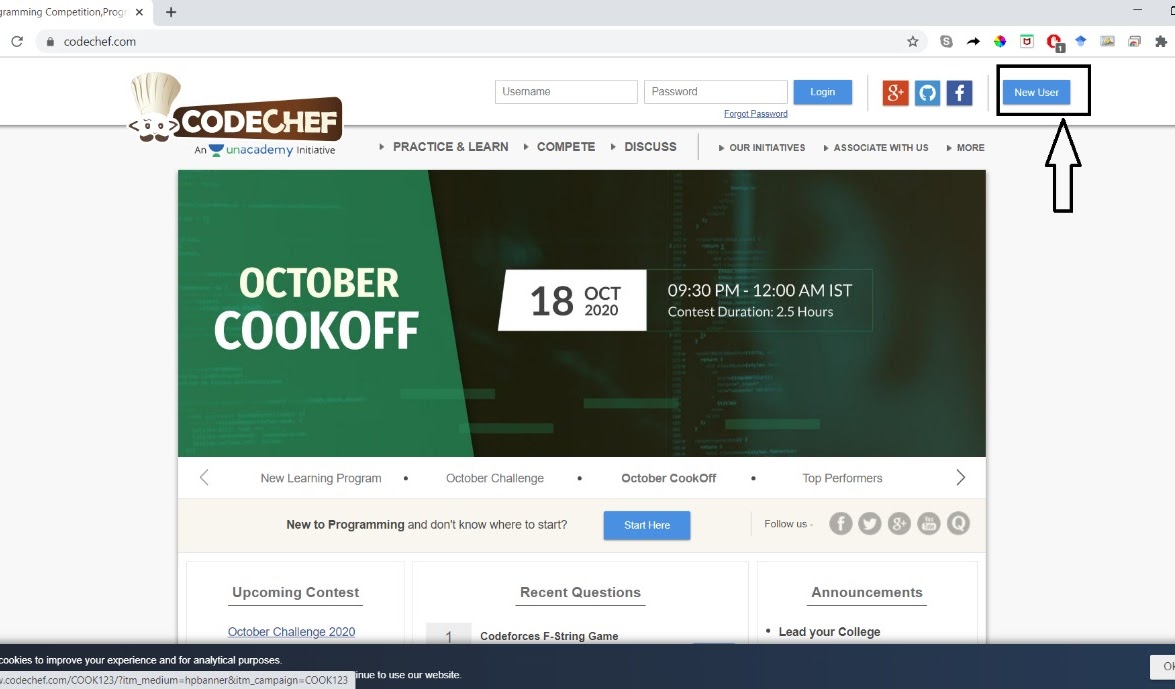 gramming Competition,Prog
codechef.com
1
Username
Password
Login
g+
f
New User
Forgot Password
CODECHEF
An unacademy Initiative
PRACTICE & LEARN
COMPETE
DISCUSS
OUR INITIATIVES
ASSOCIATE WITH US
MORE
OCTOBER
COOKOFF
18 OCT
2020
09:30 PM - 12:00 AM IST
Contest Duration: 2.5 Hours
New Learning Program
October Challenge
October CookOff
Top Performers
New to Programming and don't know where to start?
Start Here
Follow us -
f
g+
You
Tube
Q
Upcoming Contest
Recent Questions
Announcements
October Challenge 2020
1
Codeforces F-String Game
Lead your College
cookies to improve your experience and for analytical purposes.
inue to use our website.
v.codechef.com/COOK123/?itm_medium=hpbanner&itm_campaign=COOK123
OK